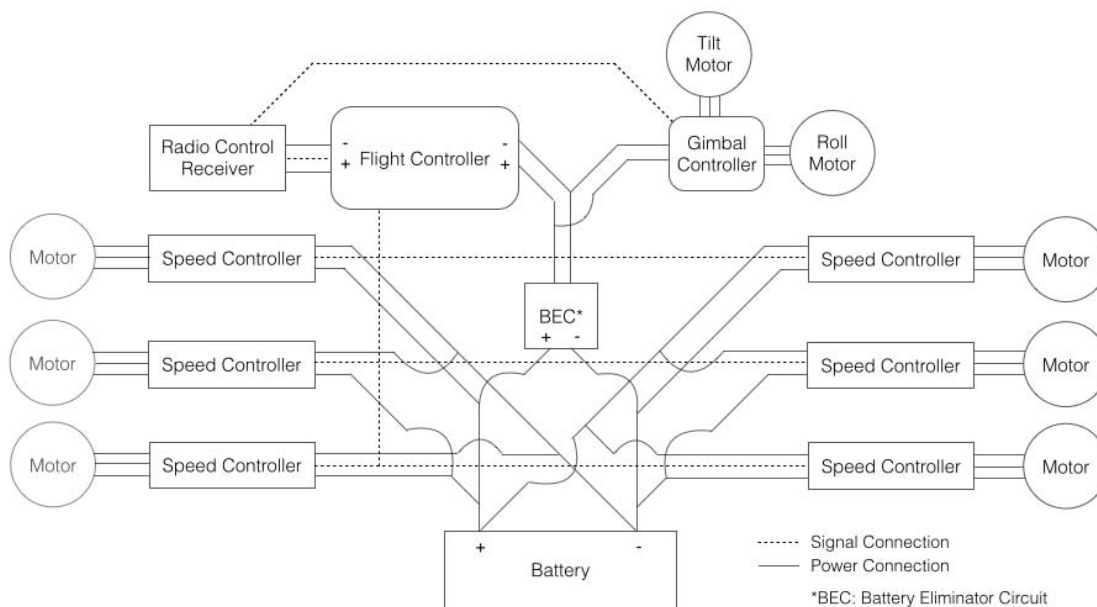 Tilt
Motor
Radio Control
Receiver
-
+
Flight Controller
-
+
Gimbal
Controller
Roll
Motor
Motor
Speed Controller
Speed Controller
Motor
BEC*
+ -
Motor
Speed Controller
Speed Controller
Motor
Motor
Speed Controller
Speed Controller
Motor
+ -
Battery
Signal Connection
Power Connection
*BEC: Battery Eliminator Circuit